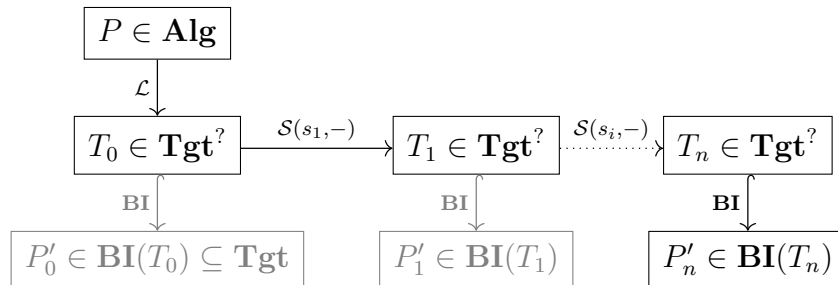 P ∈ Alg
ℒ
T₀ ∈ Tgt^?
𝒮(s₁,−)
T₁ ∈ Tgt^?
𝒮(sᵢ,−)
Tₙ ∈ Tgt^?
BI
BI
BI
P′₀ ∈ BI(T₀) ⊆ Tgt
P′₁ ∈ BI(T₁)
P′ₙ ∈ BI(Tₙ)